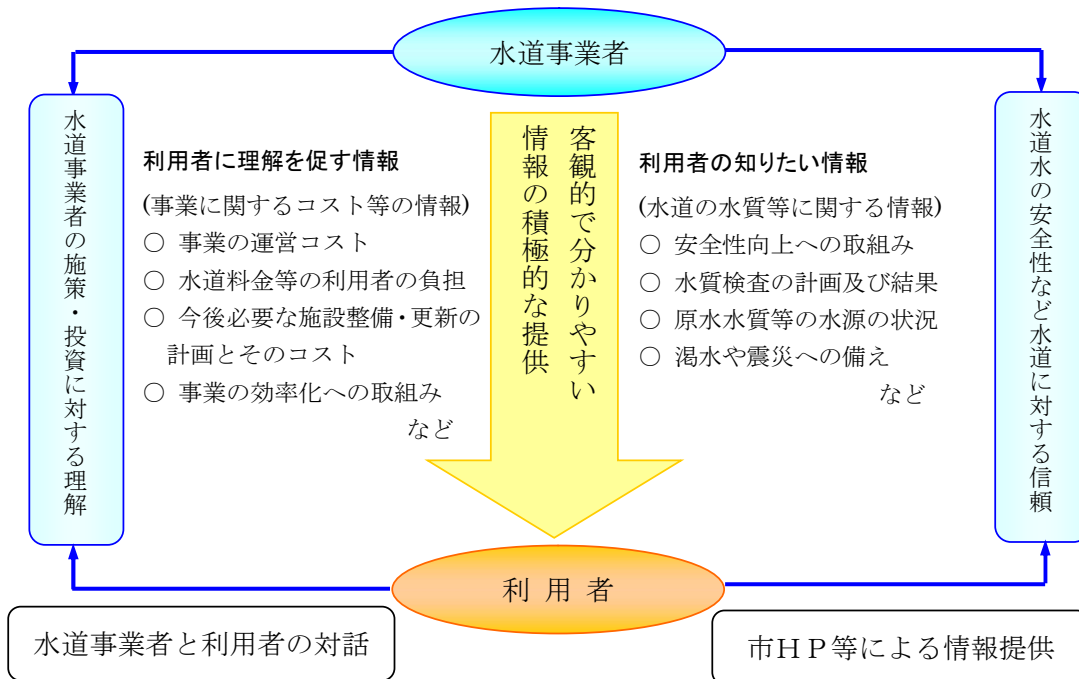 水道事業者
水道事業者の施策・投資に対する理解
利用者に理解を促す情報
(事業に関するコスト等の情報)
○ 事業の運営コスト
○ 水道料金等の利用者の負担
○ 今後必要な施設整備・更新の
計画とそのコスト
○ 事業の効率化への取組み
など
客観的で分かりやすい
情報の積極的な提供
利用者の知りたい情報
(水道の水質等に関する情報)
○ 安全性向上への取組み
○ 水質検査の計画及び結果
○ 原水水質等の水源の状況
○ 渇水や震災への備え
など
水道水の安全性など水道に対する信頼
利 用 者
水道事業者と利用者の対話
市ＨＰ等による情報提供